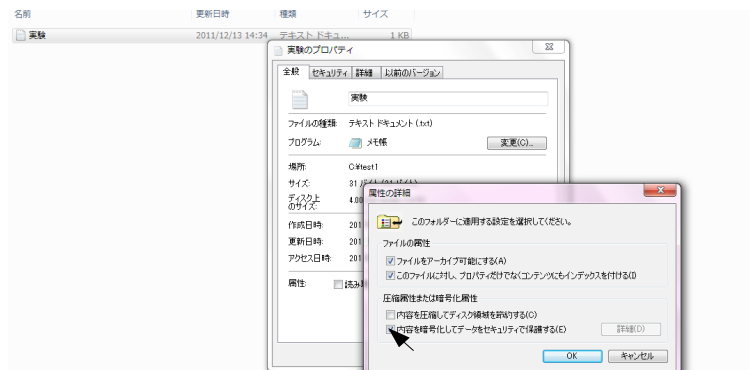 名前 更新日時 種類 サイズ
実験 2011/12/13 14:34 テキスト ドキュ... 1 KB
実験のプロパティ
全般 セキュリティ 詳細 以前のバージョン
実験
ファイルの種類: テキスト ドキュメント (.txt)
プログラム: メモ帳 変更(C)...
場所: C:¥test1
サイズ: 31 バイト (31 バイト)
ディスク上
のサイズ: 4.00
作成日時: 201
更新日時: 201
アクセス日時: 201
属性: 読み
属性の詳細
このフォルダーに適用する設定を選択してください。
ファイルの属性
ファイルをアーカイブ可能にする(A)
このファイルに対し、プロパティだけでなくコンテンツにもインデックスを付ける(I)
圧縮属性または暗号化属性
内容を圧縮してディスク領域を節約する(C)
内容を暗号化してデータをセキュリティで保護する(E) 詳細(D)
OK キャンセル